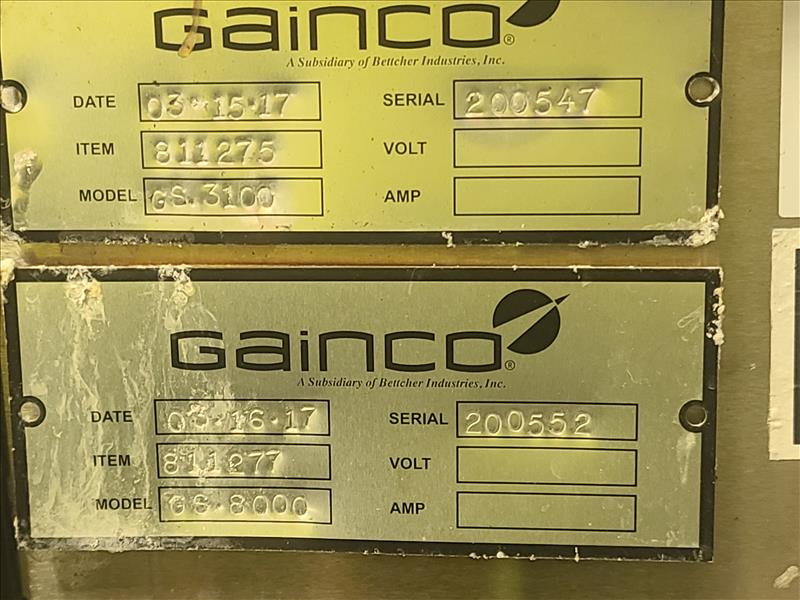 GAINCO®
A Subsidiary of Bettcher Industries, Inc.
DATE 03-15-17 SERIAL 200547
ITEM 811275 VOLT
MODEL GS.3100 AMP
GAINCO®
A Subsidiary of Bettcher Industries, Inc.
DATE 03-16-17 SERIAL 200552
ITEM 811277 VOLT
MODEL GS-8000 AMP